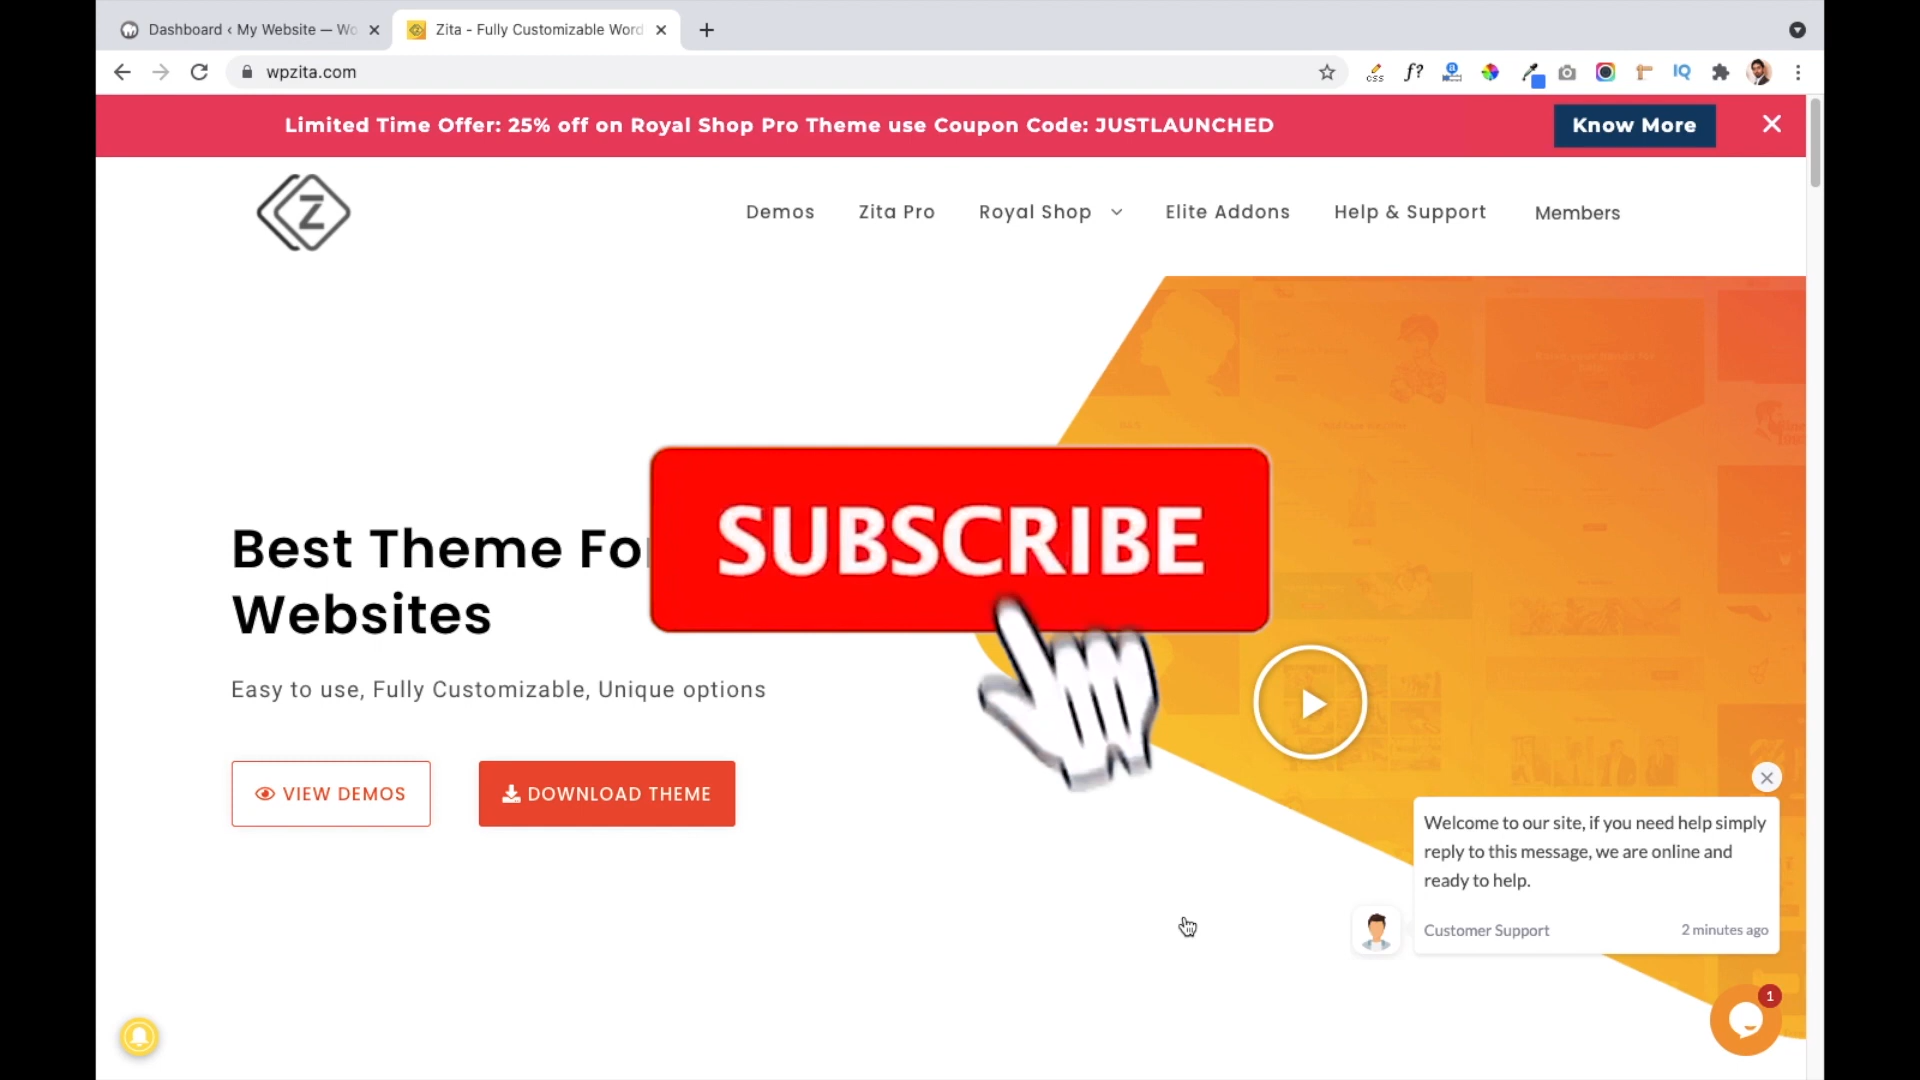 Dashboard ‹ My Website — Wo
Zita - Fully Customizable Word
wpzita.com
Limited Time Offer: 25% off on Royal Shop Pro Theme use Coupon Code: JUSTLAUNCHED
Know More
Z
Demos
Zita Pro
Royal Shop
Elite Addons
Help & Support
Members
Best Theme Fo
Websites
SUBSCRIBE
Easy to use, Fully Customizable, Unique options
VIEW DEMOS
DOWNLOAD THEME
Welcome to our site, if you need help simply
reply to this message, we are online and
ready to help.
Customer Support
2 minutes ago
1